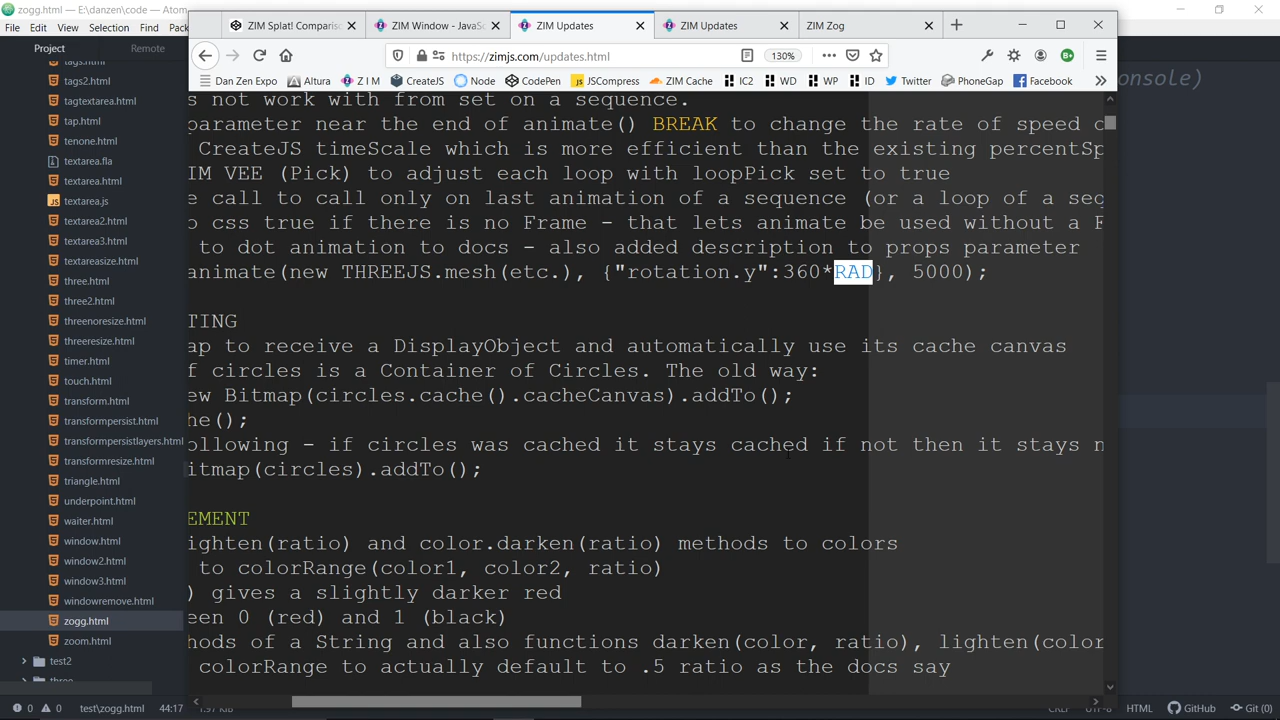 zogg.html — D:\danzen\code — Atom
File Edit View Selection Find
Project Remote
tags2.html
tagtextarea.html
tap.html
tenone.html
textarea.fla
textarea.html
textarea.js
textarea2.html
textarea3.html
textareasize.html
three.html
three2.html
threenoresize.html
threeresize.html
timer.html
touch.html
transform.html
transformpersist.html
transformpersistlayers.html
transformresize.html
triangle.html
underpoint.html
waiter.html
window.html
window2.html
window3.html
windowremove.html
zogg.html
zoom.html
test2
three
0 0 test\zogg.html 44:17 1.97 KiB
ZIM Splat! Comparis
ZIM Window - JavaSc
ZIM Updates
ZIM Updates
ZIM Zog
https://zimjs.com/updates.html 130%
Dan Zen Expo Altura Z I M CreateJS Node CodePen JSCompress ZIM Cache IC2 WD WP ID Twitter PhoneGap Facebook
s not work with from set on a sequence.
parameter near the end of animate() BREAK to change the rate of speed c
CreateJS timeScale which is more efficient than the existing percentSp
IM VEE (Pick) to adjust each loop with loopPick set to true
e call to call only on last animation of a sequence (or a loop of a seq
o css true if there is no Frame - that lets animate be used without a F
to dot animation to docs - also added description to props parameter
animate(new THREEJS.mesh(etc.), {"rotation.y":360*RAD}, 5000);
TING
ap to receive a DisplayObject and automatically use its cache canvas
f circles is a Container of Circles. The old way:
ew Bitmap(circles.cache().cacheCanvas).addTo();
he();
ollowing - if circles was cached it stays cached if not then it stays n
itmap(circles).addTo();
EMENT
ighten(ratio) and color.darken(ratio) methods to colors
to colorRange(color1, color2, ratio)
) gives a slightly darker red
een 0 (red) and 1 (black)
hods of a String and also functions darken(color, ratio), lighten(color
colorRange to actually default to .5 ratio as the docs say
onsole)
CRLF UTF-8 HTML GitHub Git (0)